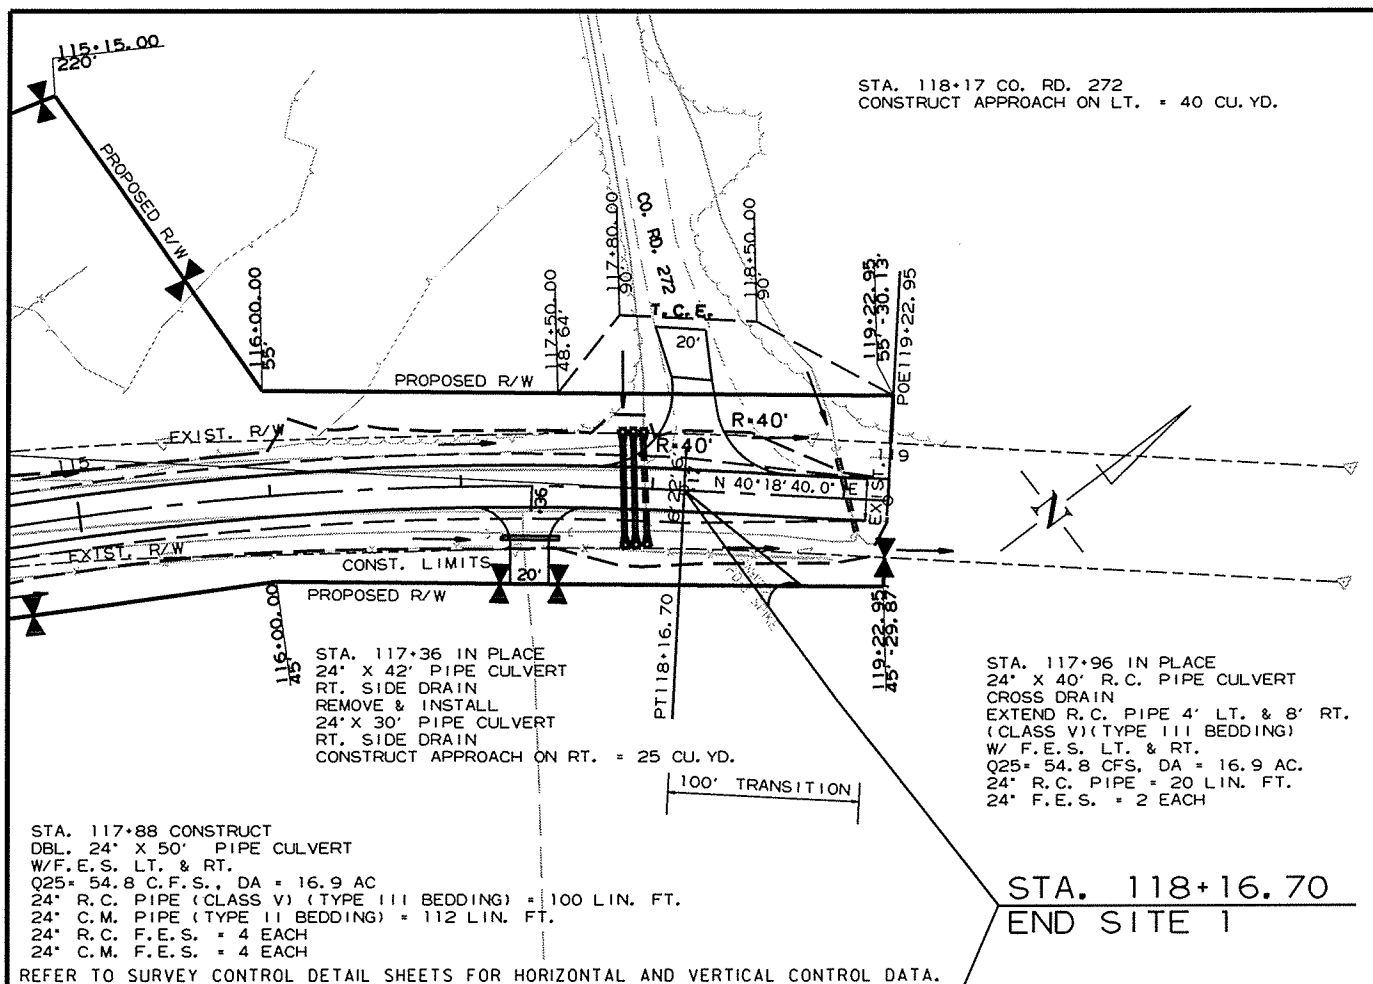 115+15.00
220'
STA. 118+17 CO. RD. 272
CONSTRUCT APPROACH ON LT. = 40 CU.YD.
PROPOSED R/W
CO. RD. 272
116+00.00
55'
117+50.00
48.64'
117+80.00
90'
118+50.00
90'
119+22.95
55'-30.13'
POE119+22.95
T.C.E.
20'
PROPOSED R/W
R=40'
R=40'
EXIST. R/W
115
119
N 40°18'40.0" E
EXIST.
+36
EXIST. R/W
CONST. LIMITS
20'
PROPOSED R/W
N
116+00.00
45'
PT118+16.70
119+22.95
45'-29.87'
STA. 117+36 IN PLACE
24" X 42' PIPE CULVERT
RT. SIDE DRAIN
REMOVE & INSTALL
24" X 30' PIPE CULVERT
RT. SIDE DRAIN
CONSTRUCT APPROACH ON RT. = 25 CU.YD.
STA. 117+96 IN PLACE
24" X 40' R.C. PIPE CULVERT
CROSS DRAIN
EXTEND R.C. PIPE 4' LT. & 8' RT.
(CLASS V)(TYPE III BEDDING)
W/ F.E.S. LT. & RT.
Q25= 54.8 CFS, DA = 16.9 AC.
24" R.C. PIPE = 20 LIN. FT.
24" F.E.S. = 2 EACH
100' TRANSITION
STA. 117+88 CONSTRUCT
DBL. 24" X 50' PIPE CULVERT
W/F.E.S. LT. & RT.
Q25= 54.8 C.F.S., DA = 16.9 AC
24" R.C. PIPE (CLASS V) (TYPE III BEDDING) = 100 LIN. FT.
24" C.M. PIPE (TYPE II BEDDING) = 112 LIN. FT.
24" R.C. F.E.S. = 4 EACH
24" C.M. F.E.S. = 4 EACH
STA. 118+16.70
END SITE 1
REFER TO SURVEY CONTROL DETAIL SHEETS FOR HORIZONTAL AND VERTICAL CONTROL DATA.